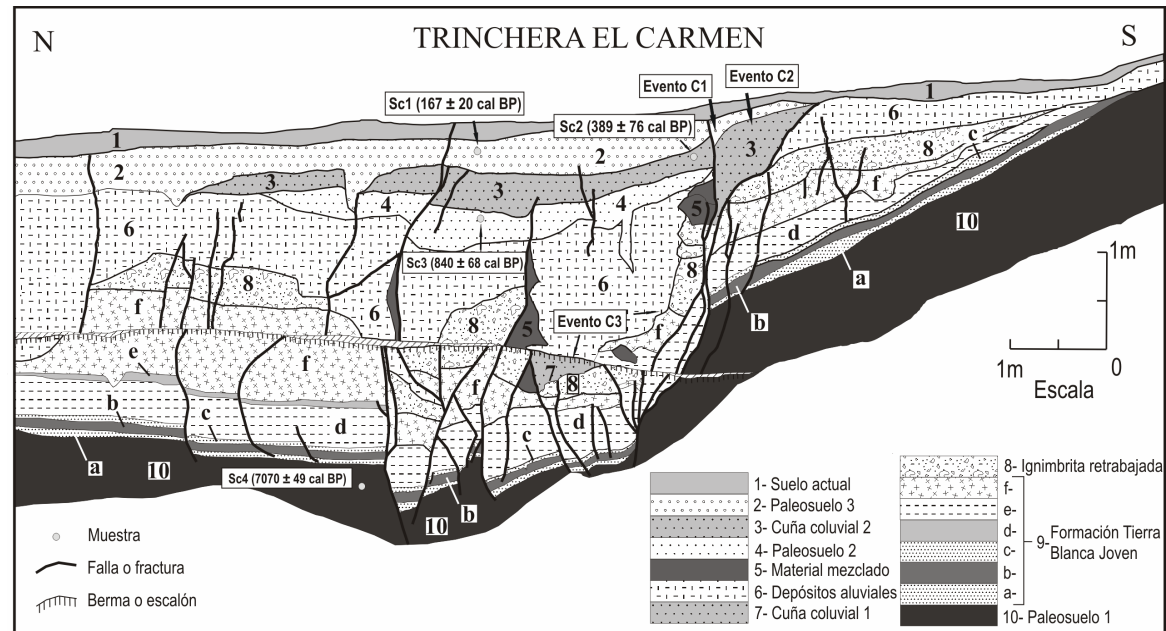 N
TRINCHERA EL CARMEN
S
Evento C1
Evento C2
Sc1 (167 ± 20 cal BP)
Sc2 (389 ± 76 cal BP)
1
1
6
2
2
3
8
c
3
3
4
4
5
f
6
10
d
Sc3 (840 ± 68 cal BP)
8
6
8
a
1m
f
6
8
b
5
Evento C3
f
e
f
7
8
f
1m
0
Escala
b
c
d
d
c
a
10
Sc4 (7070 ± 49 cal BP)
b
10
Muestra
Falla o fractura
Berma o escalón
1- Suelo actual
2- Paleosuelo 3
3- Cuña coluvial 2
4- Paleosuelo 2
5- Material mezclado
6- Depósitos aluviales
7- Cuña coluvial 1
8- Ignimbrita retrabajada
f-
e-
d-
c-
b-
a-
9- Formación Tierra
Blanca Joven
10- Paleosuelo 1